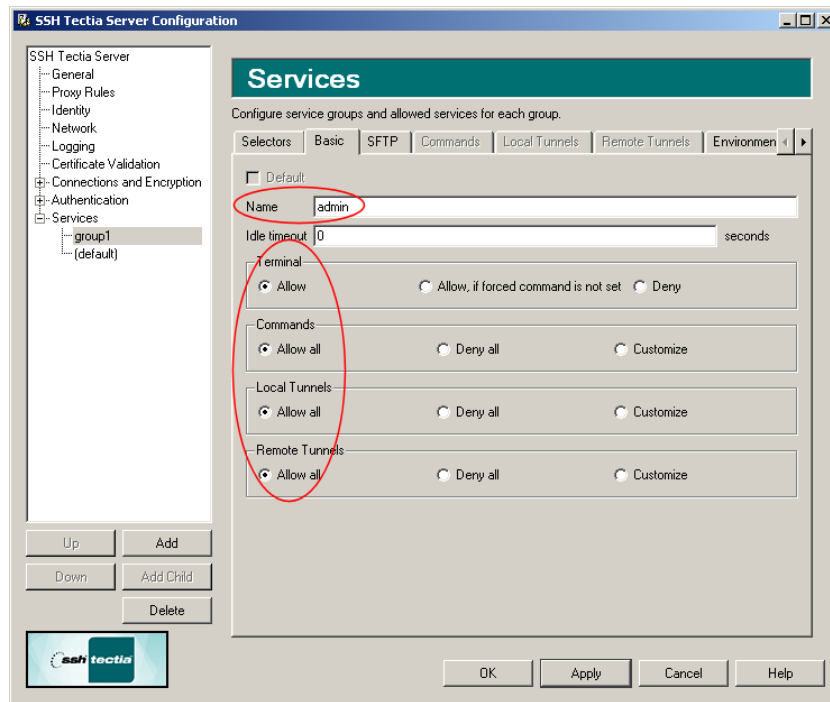 SSH Tectia Server Configuration
SSH Tectia Server
General
Proxy Rules
Identity
Network
Logging
Certificate Validation
Connections and Encryption
Authentication
Services
group1
(default)
Up Add
Down Add Child
Delete
ssh tectia
Services
Configure service groups and allowed services for each group.
Selectors Basic SFTP Commands Local Tunnels Remote Tunnels Environmen
Default
Name admin
Idle timeout 0 seconds
Terminal
Allow Allow, if forced command is not set Deny
Commands
Allow all Deny all Customize
Local Tunnels
Allow all Deny all Customize
Remote Tunnels
Allow all Deny all Customize
OK Apply Cancel Help